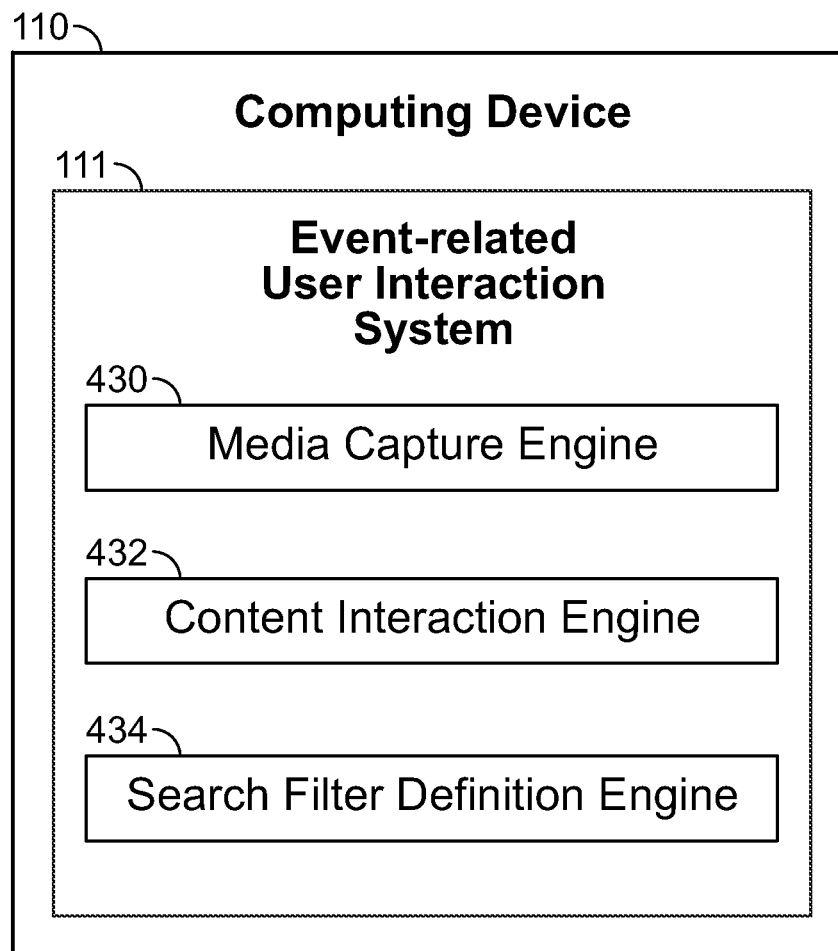 110
Computing Device
111
Event-related
User Interaction
System
430
Media Capture Engine
432
Content Interaction Engine
434
Search Filter Definition Engine